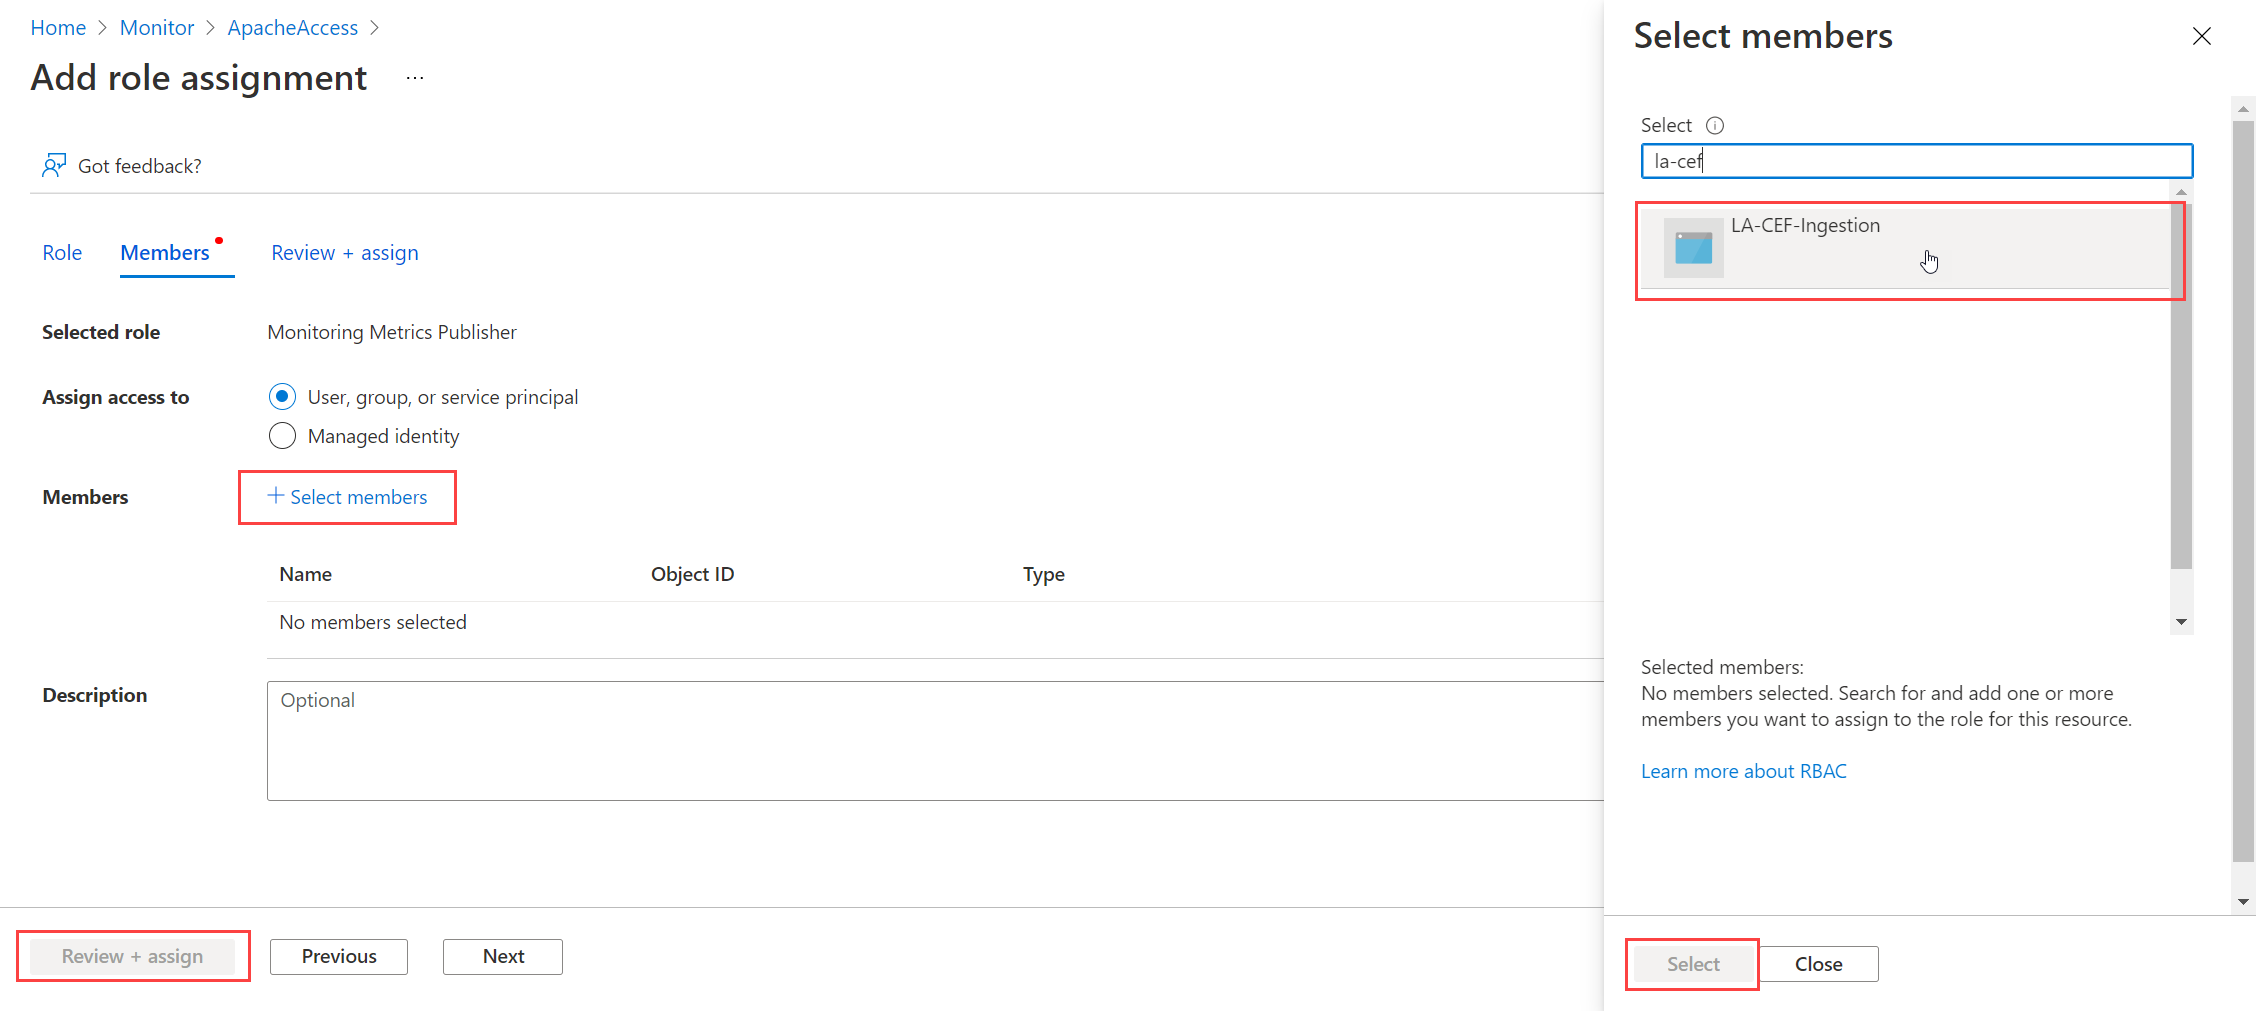 Home > Monitor > ApacheAccess >
Add role assignment ...
Got feedback?
Role Members Review + assign
Selected role Monitoring Metrics Publisher
Assign access to User, group, or service principal
Managed identity
Members + Select members
Name Object ID Type
No members selected
Description Optional
Review + assign Previous Next
Select members
Select
la-cef
LA-CEF-Ingestion
Selected members:
No members selected. Search for and add one or more
members you want to assign to the role for this resource.
Learn more about RBAC
Select Close